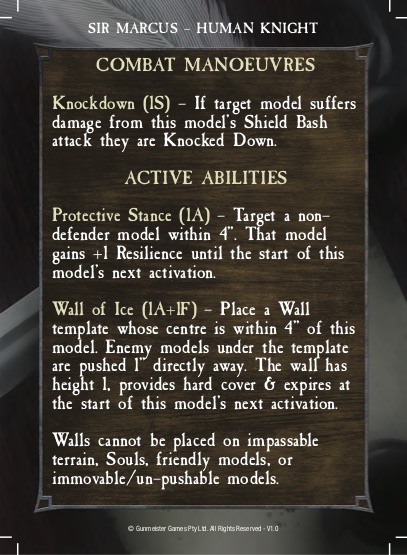 SIR MARCUS – HUMAN KNIGHT
COMBAT MANOEUVRES
Knockdown (1S) – If target model suffers
damage from this model's Shield Bash
attack they are Knocked Down.
ACTIVE ABILITIES
Protective Stance (1A) – Target a non-
defender model within 4". That model
gains +1 Resilience until the start of this
model's next activation.
Wall of Ice (1A+1F) – Place a Wall
template whose centre is within 4" of this
model. Enemy models under the template
are pushed 1" directly away. The wall has
height 1, provides hard cover & expires at
the start of this model's next activation.
Walls cannot be placed on impassable
terrain, Souls, friendly models, or
immovable/un-pushable models.
© Gunmeister Games Pty Ltd. All Rights Reserved - V1.0